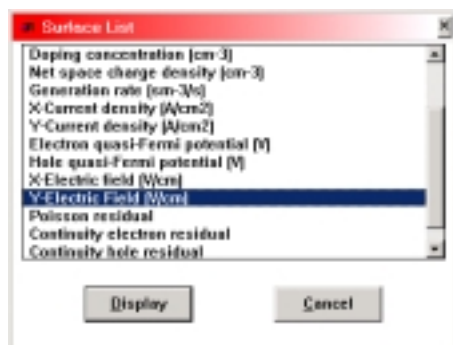 Surface List
Doping concentration (cm-3)
Net space charge density (cm-3)
Generation rate (sm-3/s)
X-Current density (A/cm2)
Y-Current density (A/cm2)
Electron quasi-Fermi potential (V)
Hole quasi-Fermi potential (V)
X-Electric field (V/cm)
Y-Electric Field (V/cm)
Poisson residual
Continuity electron residual
Continuity hole residual
Display Cancel